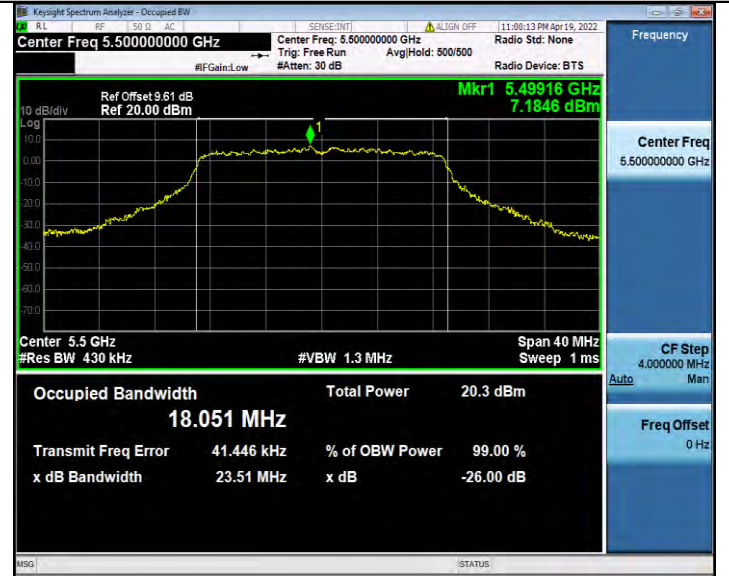 Keysight Spectrum Analyzer - Occupied BW
RL RF 50 Ω AC SENSE:INT ALIGN OFF 11:00:13 PM Apr 19, 2022
Center Freq 5.500000000 GHz
Center Freq: 5.500000000 GHz Radio Std: None
Trig: Free Run Avg|Hold: 500/500
#IFGain:Low #Atten: 30 dB Radio Device: BTS
Frequency
Mkr1 5.49916 GHz
7.1846 dBm
Ref Offset 9.61 dB
10 dB/div Ref 20.00 dBm
Log
1
10.0
0.00
-10.0
-20.0
-30.0
-40.0
-50.0
-60.0
-70.0
Center Freq
5.500000000 GHz
Center 5.5 GHz Span 40 MHz
#Res BW 430 kHz #VBW 1.3 MHz Sweep 1 ms
CF Step
4.000000 MHz
Auto Man
Occupied Bandwidth Total Power 20.3 dBm
18.051 MHz
Transmit Freq Error 41.446 kHz % of OBW Power 99.00 %
x dB Bandwidth 23.51 MHz x dB -26.00 dB
Freq Offset
0 Hz
MSG STATUS